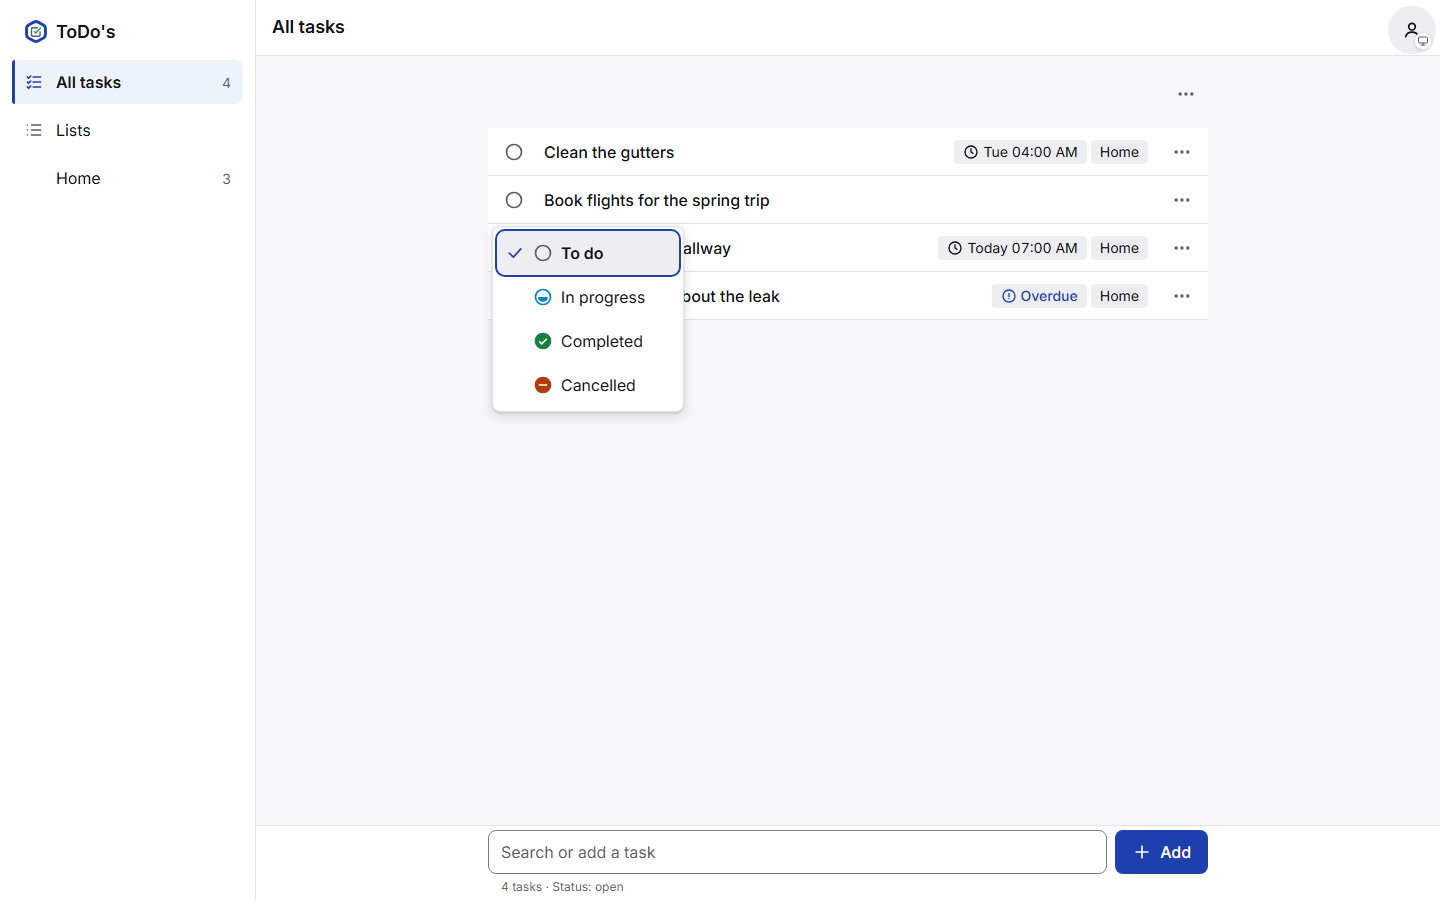 ToDo's
All tasks
All tasks 4
Lists
Home 3
Clean the gutters Tue 04:00 AM Home
Book flights for the spring trip
Today 07:00 AM Home
the leak Overdue Home
To do
In progress
Completed
Cancelled
Search or add a task
Add
4 tasks · Status: open